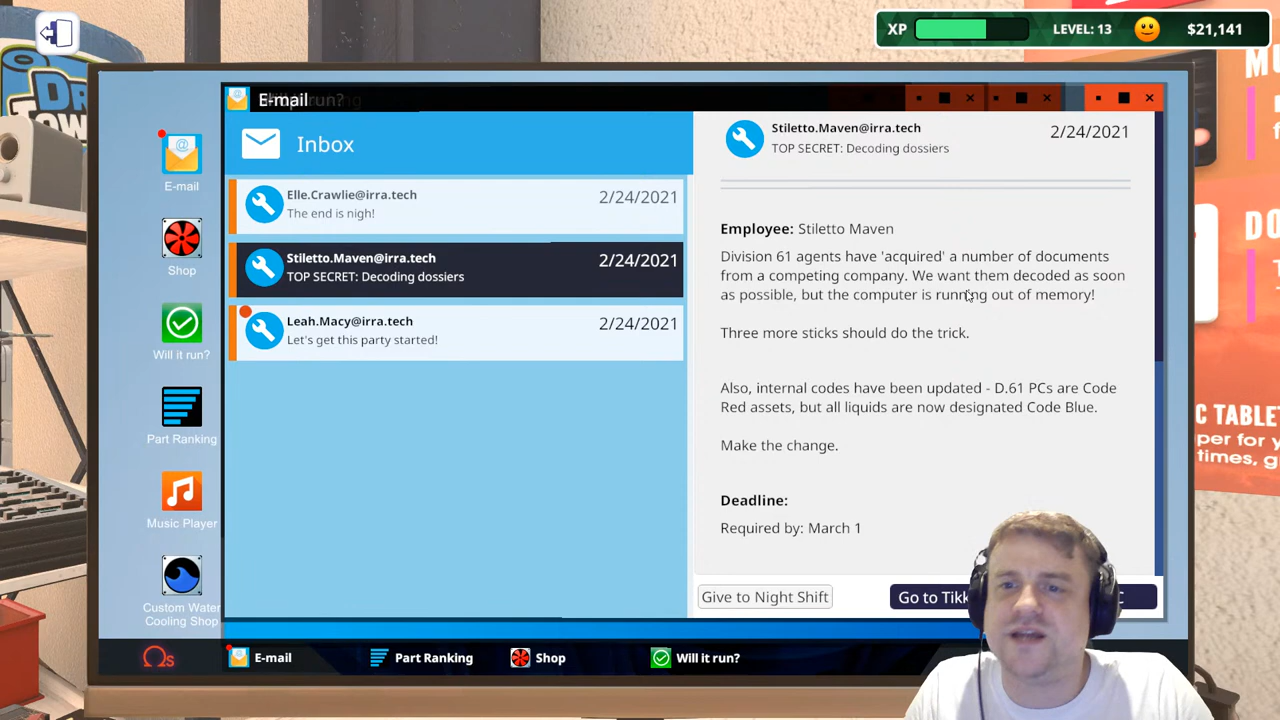 XP
LEVEL: 13
$21,141
E-mail
Inbox
Elle.Crawlie@irra.tech
2/24/2021
The end is nigh!
Stiletto.Maven@irra.tech
2/24/2021
TOP SECRET: Decoding dossiers
Leah.Macy@irra.tech
2/24/2021
Let's get this party started!
E-mail
Shop
Will it run?
Part Ranking
Music Player
Custom Water
Cooling Shop
Stiletto.Maven@irra.tech
2/24/2021
TOP SECRET: Decoding dossiers
Employee: Stiletto Maven
Division 61 agents have 'acquired' a number of documents
from a competing company. We want them decoded as soon
as possible, but the computer is running out of memory!
Three more sticks should do the trick.
Also, internal codes have been updated - D.61 PCs are Code
Red assets, but all liquids are now designated Code Blue.
Make the change.
Deadline:
Required by: March 1
Give to Night Shift
Go to
E-mail
Part Ranking
Shop
Will it run?